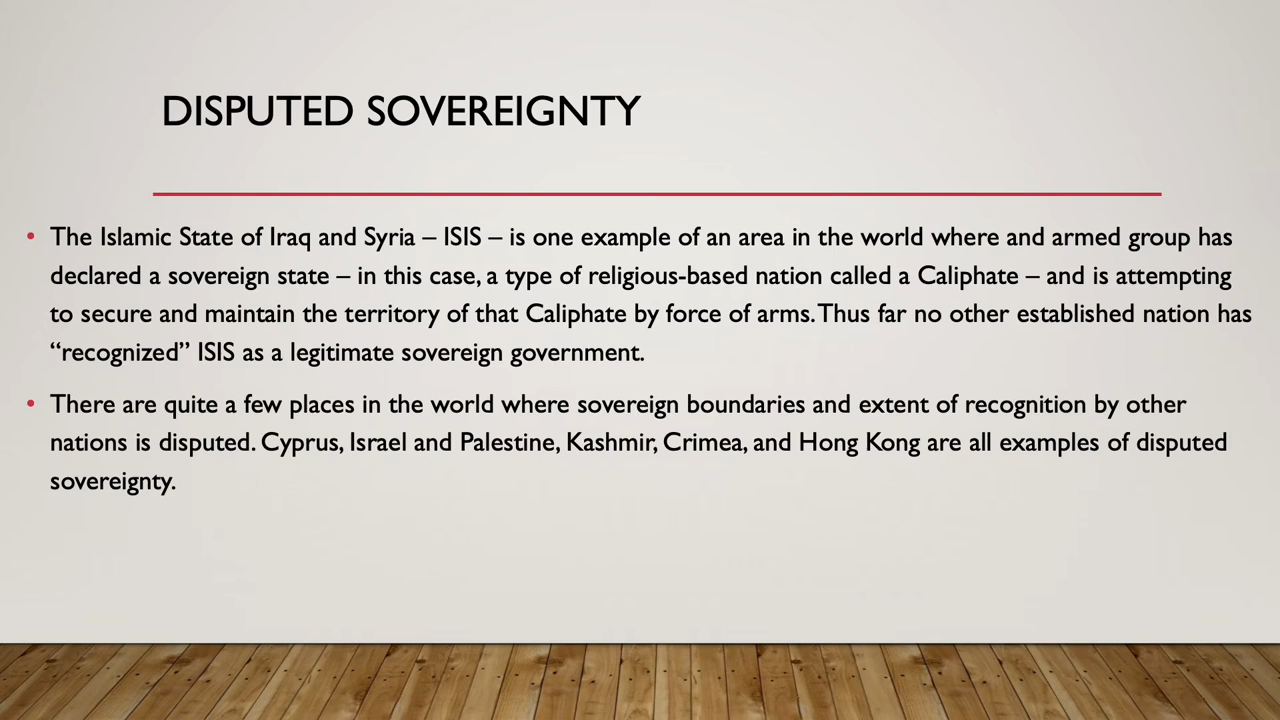 DISPUTED SOVEREIGNTY
• The Islamic State of Iraq and Syria – ISIS – is one example of an area in the world where and armed group has
declared a sovereign state – in this case, a type of religious-based nation called a Caliphate – and is attempting
to secure and maintain the territory of that Caliphate by force of arms. Thus far no other established nation has
“recognized” ISIS as a legitimate sovereign government.
• There are quite a few places in the world where sovereign boundaries and extent of recognition by other
nations is disputed. Cyprus, Israel and Palestine, Kashmir, Crimea, and Hong Kong are all examples of disputed
sovereignty.